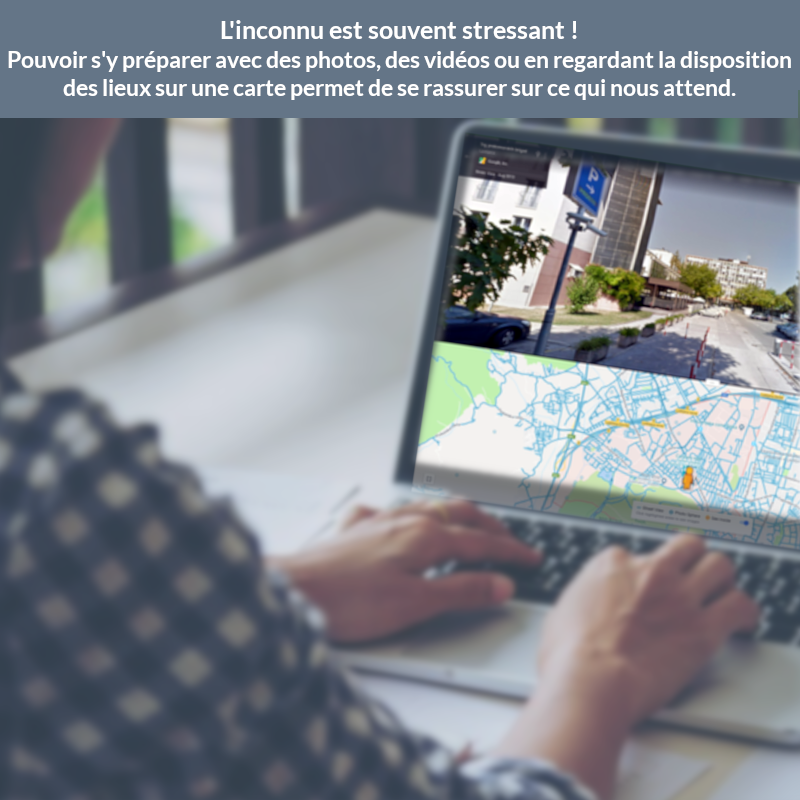 L'inconnu est souvent stressant !
Pouvoir s'y préparer avec des photos, des vidéos ou en regardant la disposition
des lieux sur une carte permet de se rassurer sur ce qui nous attend.